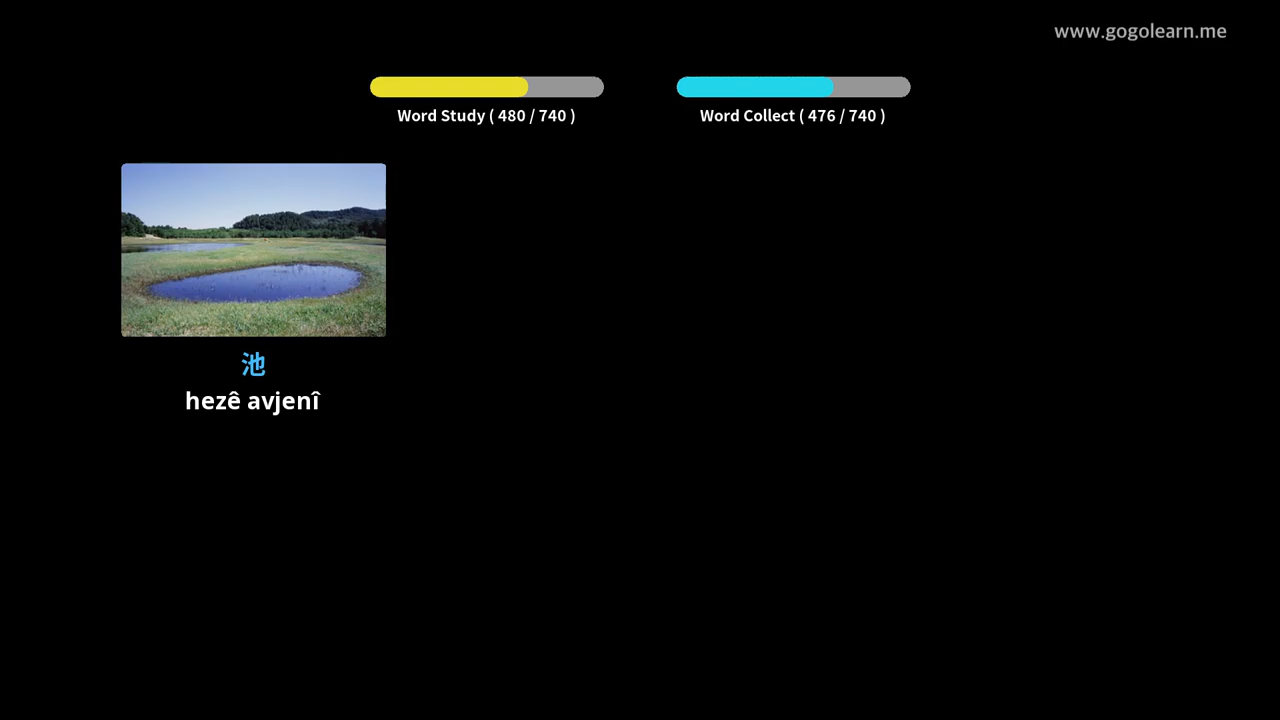 www.gogolearn.me
Word Study ( 480 / 740 )
Word Collect ( 476 / 740 )
池
hezê avjenî